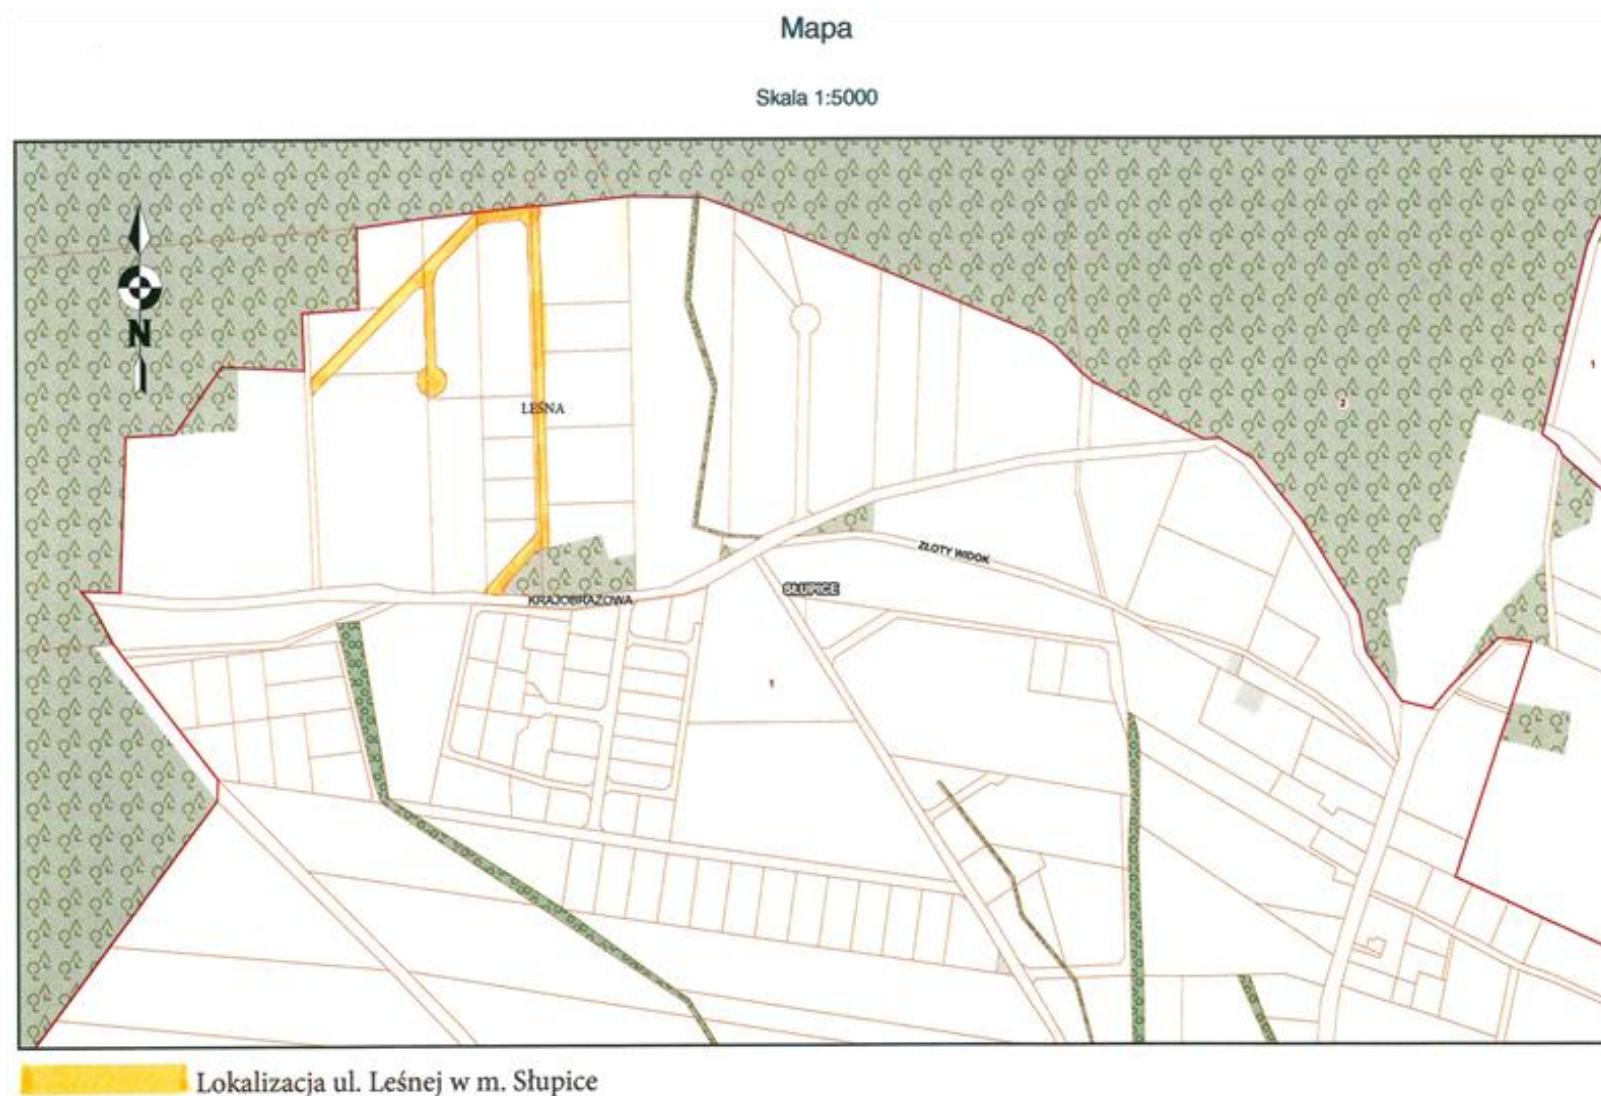 Mapa
Skala 1:5000
N
1
2
LEŚNA
ZŁOTY WIDOK
SŁUPICE
KRAJOBRAZOWA
1
Lokalizacja ul. Leśnej w m. Słupice